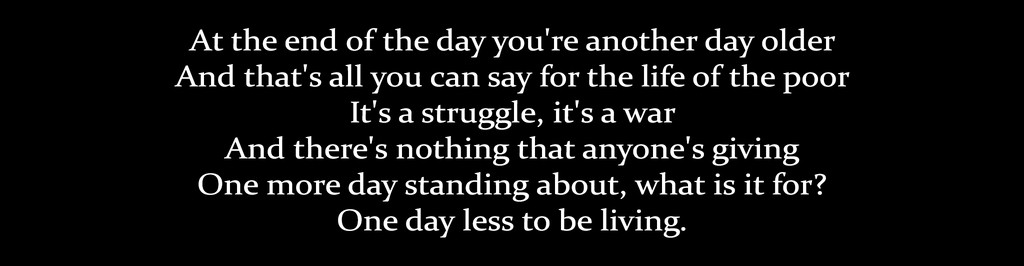 At the end of the day you're another day older
And that's all you can say for the life of the poor
It's a struggle, it's a war
And there's nothing that anyone's giving
One more day standing about, what is it for?
One day less to be living.